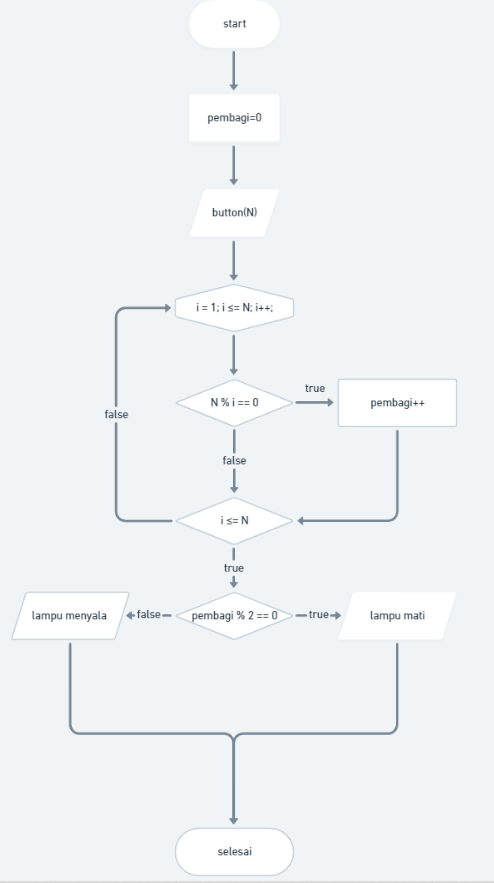 start
pembagi=0
button(N)
i = 1; i <= N; i++;
N % i == 0
true
pembagi++
false
false
i <= N
true
lampu menyala
false
pembagi % 2 == 0
true
lampu mati
selesai